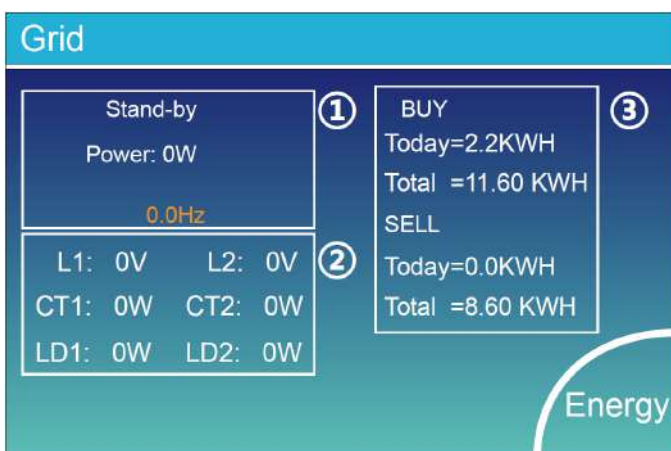 Grid
Stand-by
①
Power: 0W
0.0Hz
L1: 0V L2: 0V
②
CT1: 0W CT2: 0W
LD1: 0W LD2: 0W
BUY
③
Today=2.2KWH
Total =11.60 KWH
SELL
Today=0.0KWH
Total =8.60 KWH
Energy